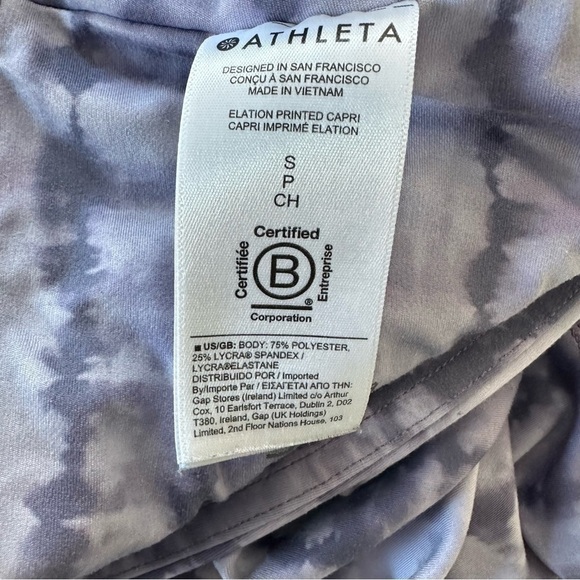 ATHLETA
DESIGNED IN SAN FRANCISCO
CONÇU À SAN FRANCISCO
MADE IN VIETNAM
ELATION PRINTED CAPRI
CAPRI IMPRIMÉ ELATION
S
P
CH
Certified
Certifiée
B
Entreprise
®
Corporation
■ US/GB: BODY: 75% POLYESTER,
25% LYCRA® SPANDEX /
LYCRA®ELASTANE
DISTRIBUIDO POR / Imported
By/Importe Par / ΕΙΣΑΓΕΤΑΙ ΑΠΟ ΤΗΝ:
Gap Stores (Ireland) Limited c/o Arthur
Cox, 10 Earlsfort Terrace, Dublin 2, D02
T380, Ireland, Gap (UK Holdings)
Limited, 2nd Floor Nations House, 103